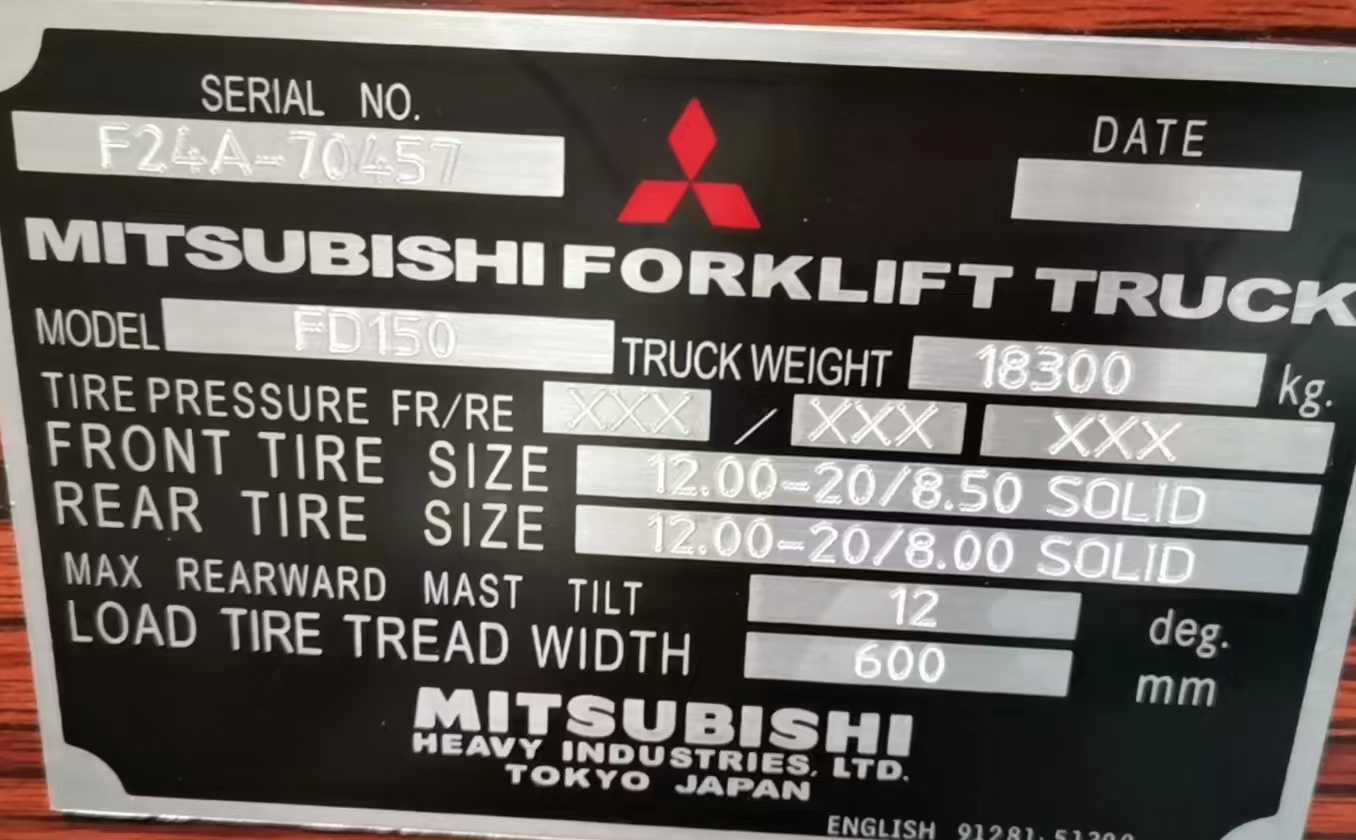 SERIAL NO.
F24A-70457
DATE
MITSUBISHI FORKLIFT TRUCK
MODEL FD150 TRUCK WEIGHT 18300 kg.
TIRE PRESSURE FR/RE XXX / XXX XXX
FRONT TIRE SIZE 12.00-20/8.50 SOLID
REAR TIRE SIZE 12.00-20/8.00 SOLID
MAX REARWARD MAST TILT 12 deg.
LOAD TIRE TREAD WIDTH 600 mm
MITSUBISHI
HEAVY INDUSTRIES, LTD.
TOKYO JAPAN
ENGLISH 91281-